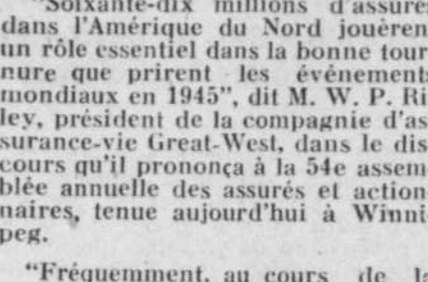 "Soixante-dix millions d'assurés
dans l'Amérique du Nord jouèren
un rôle essentiel dans la bonne tour
nure que prirent les événement
mondiaux en 1945", dit M. W. P. Ri
ley, président de la compagnie d'as
surance-vie Great-West, dans le dis
cours qu'il prononça à la 54e assem
blée annuelle des assurés et action
naires, tenue aujourd'hui à Winni
peg.
"Fréquemment, au cours de la